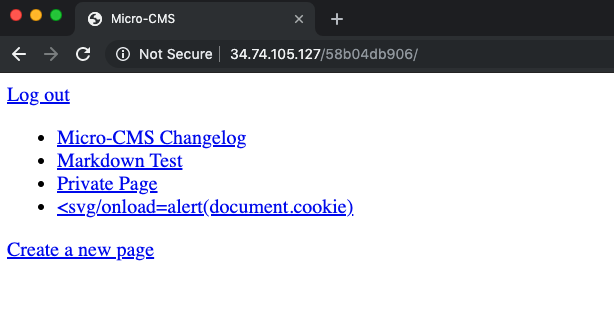 Micro-CMS
Not Secure 34.74.105.127/58b04db906/
Log out
Micro-CMS Changelog
Markdown Test
Private Page
<svg/onload=alert(document.cookie)
Create a new page